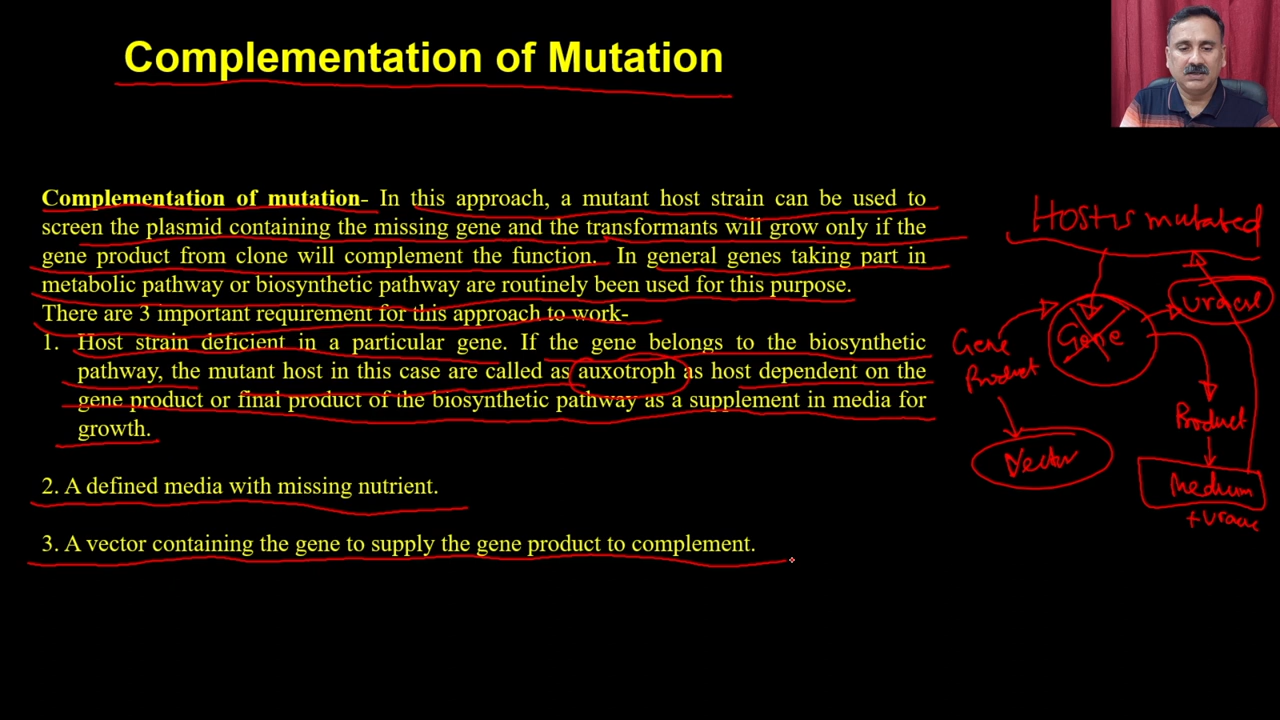 Complementation of Mutation
Complementation of mutation- In this approach, a mutant host strain can be used to
screen the plasmid containing the missing gene and the transformants will grow only if the
gene product from clone will complement the function. In general genes taking part in
metabolic pathway or biosynthetic pathway are routinely been used for this purpose.
There are 3 important requirement for this approach to work-
1. Host strain deficient in a particular gene. If the gene belongs to the biosynthetic
pathway, the mutant host in this case are called as auxotroph as host dependent on the
gene product or final product of the biosynthetic pathway as a supplement in media for
growth.
2. A defined media with missing nutrient.
3. A vector containing the gene to supply the gene product to complement.
Host is mutated
Uracil
Gene
Gene
Product
Product
Vector
Medium